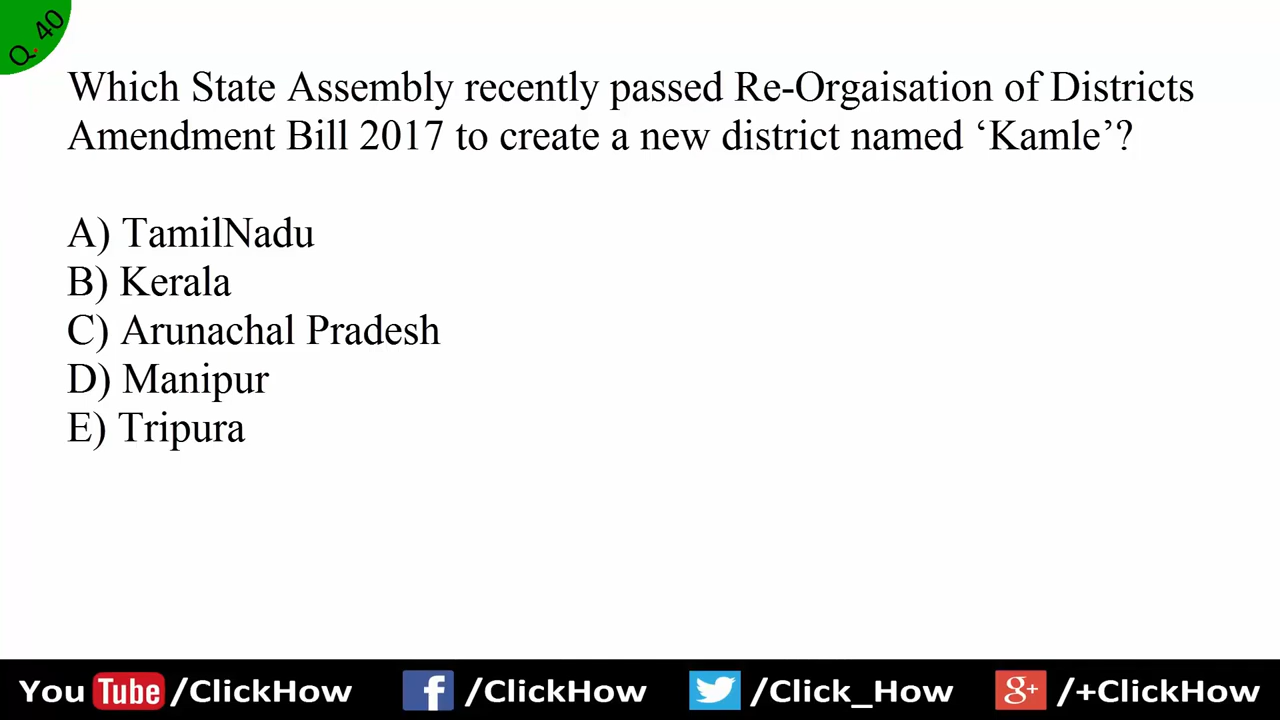 Q. 40
Which State Assembly recently passed Re-Orgaisation of Districts
Amendment Bill 2017 to create a new district named ‘Kamle’?
A) TamilNadu
B) Kerala
C) Arunachal Pradesh
D) Manipur
E) Tripura
You Tube /ClickHow f /ClickHow /Click_How g+ /+ClickHow